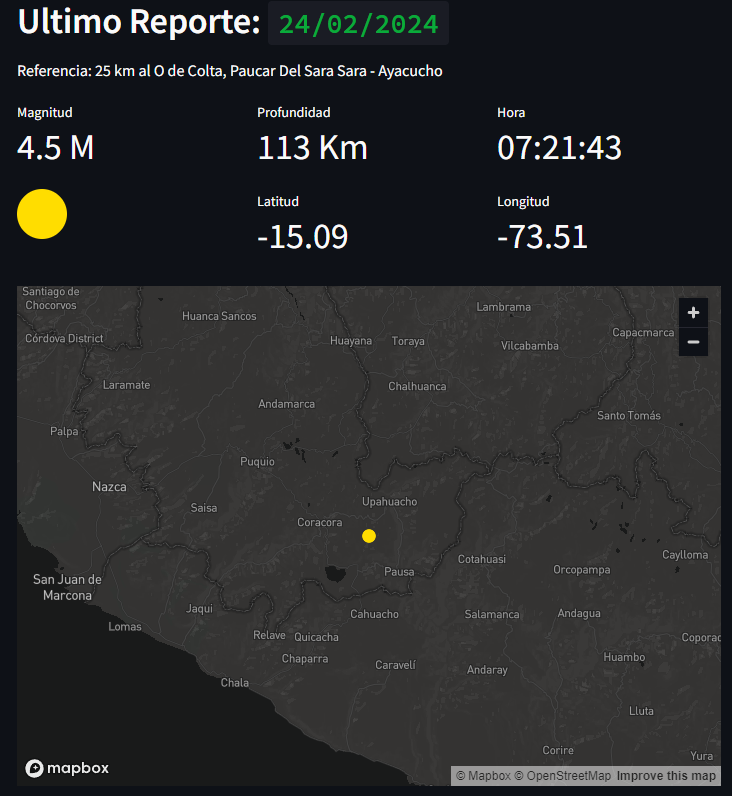 Ultimo Reporte: 24/02/2024
Referencia: 25 km al O de Colta, Paucar Del Sara Sara - Ayacucho
Magnitud
4.5 M
Profundidad
113 Km
Hora
07:21:43
Latitud
-15.09
Longitud
-73.51
Santiago de
Chocorvos
Huanca Sancos
Lambrama
+
−
Córdova District
Huayana
Toraya
Vilcabamba
Capacmarca
Laramate
Chalhuanca
Andamarca
Santo Tomás
Palpa
Puquio
Nazca
Saisa
Upahuacho
Coracora
Cotahuasi
Caylloma
San Juan de
Marcona
Pausa
Orcopampa
Jaqui
Cahuacho
Salamanca
Andagua
Lomas
Relave
Quicacha
Coporac
Chaparra
Caravelí
Andaray
Huambo
Chala
Lluta
Corire
Yura
mapbox
© Mapbox © OpenStreetMap Improve this map